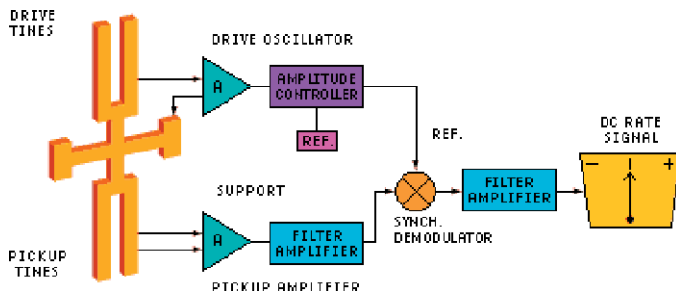 DRIVE
TINES
DRIVE OSCILLATOR
A
AMPLITUDE
CONTROLLER
REF.
REF.
DC RATE
SIGNAL
- +
SUPPORT
A
FILTER
AMPLIFIER
PICKUP AMPLIFIER
SYNCH.
DEMODULATOR
FILTER
AMPLIFIER
PICKUP
TINES